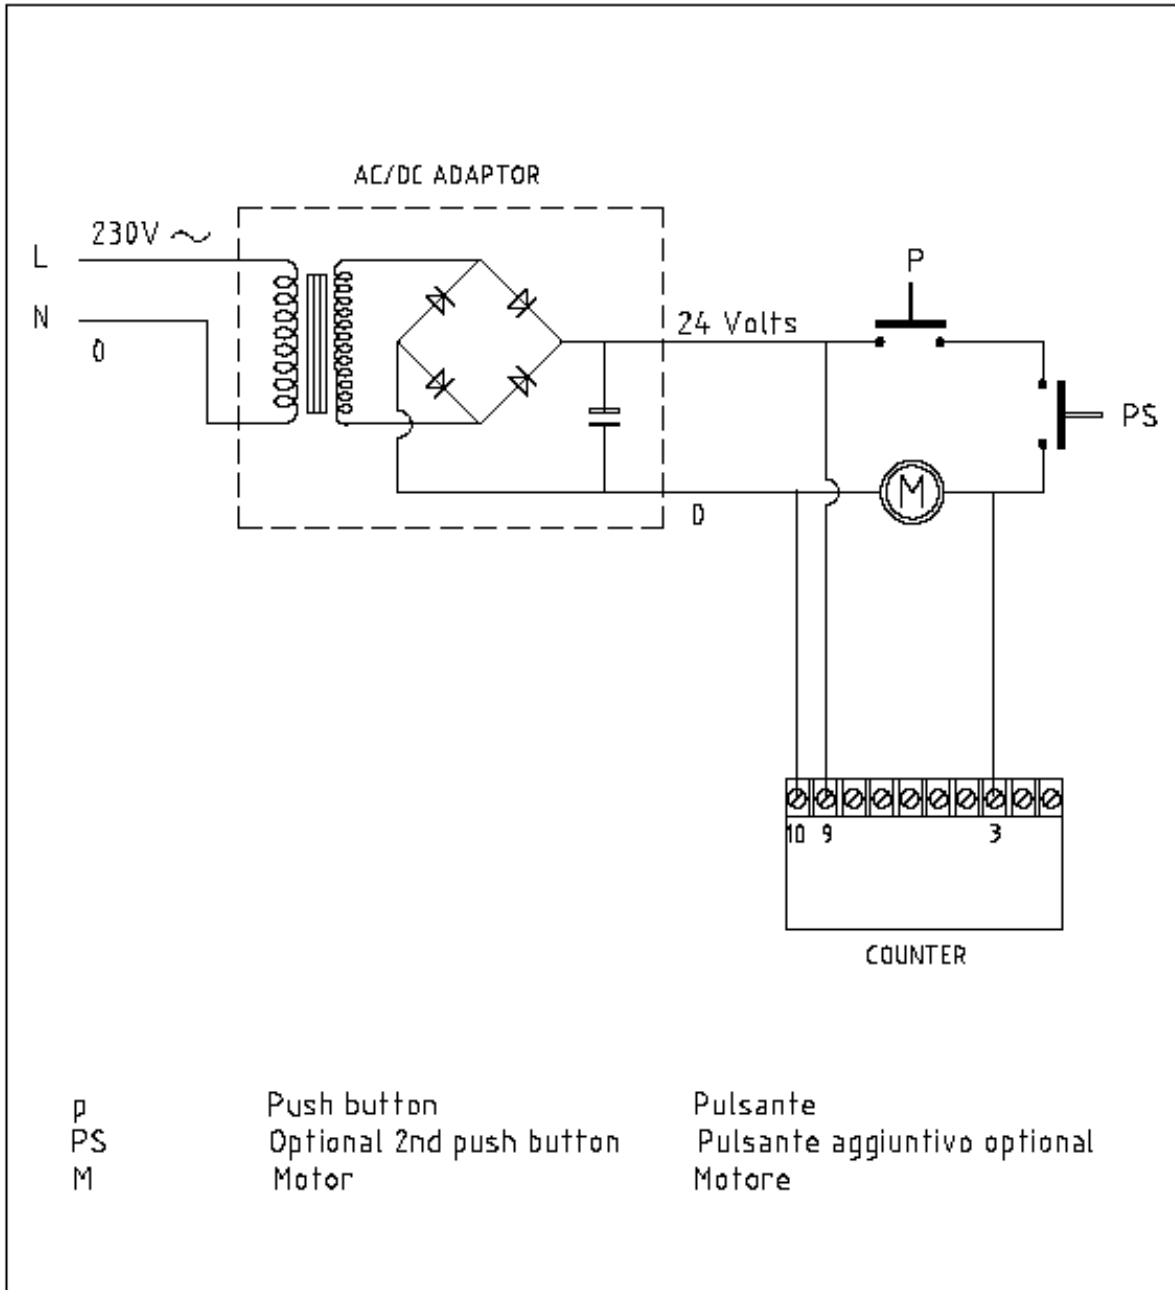 AC/DC ADAPTOR
230V ~
L
N
0
P
24 Volts
PS
M
0
10 9 3
COUNTER
p Push button Pulsante
PS Optional 2nd push button Pulsante aggiuntivo optional
M Motor Motore